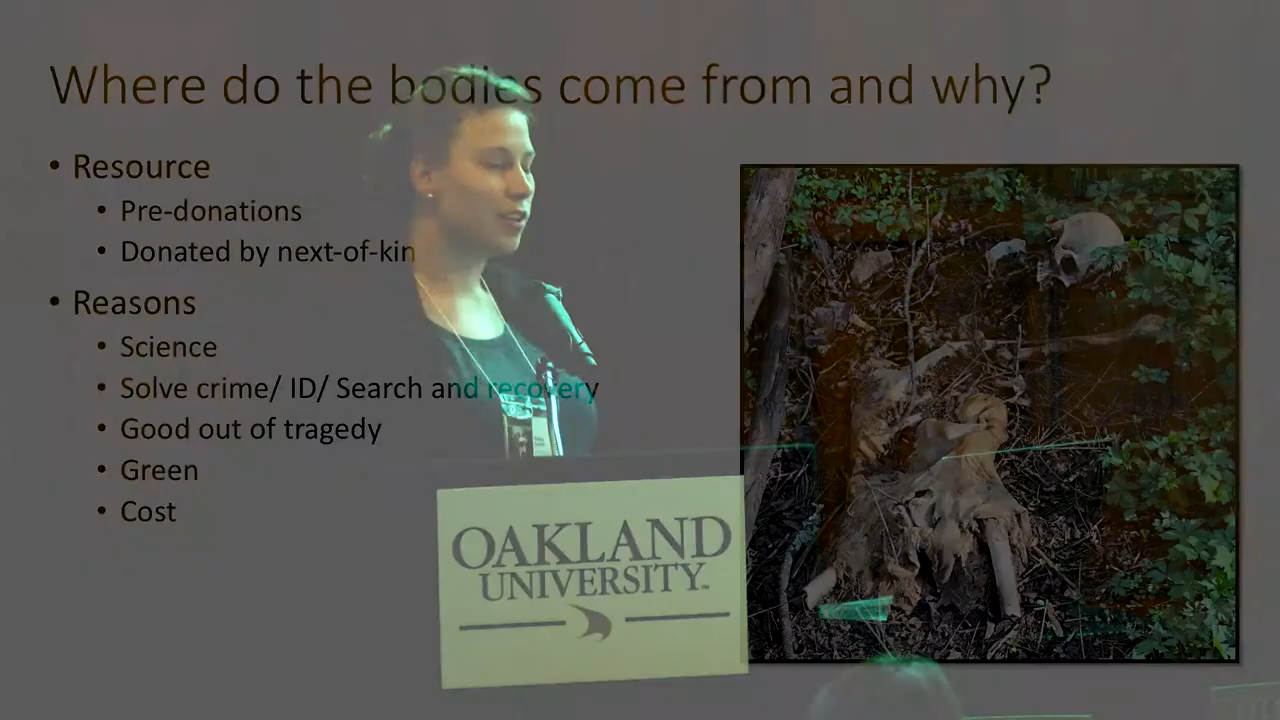 Where do the bodies come from and why?
• Resource
• Pre-donations
• Donated by next-of-kin
• Reasons
• Science
• Solve crime/ ID/ Search and recovery
• Good out of tragedy
• Green
• Cost
OAKLAND
UNIVERSITY™